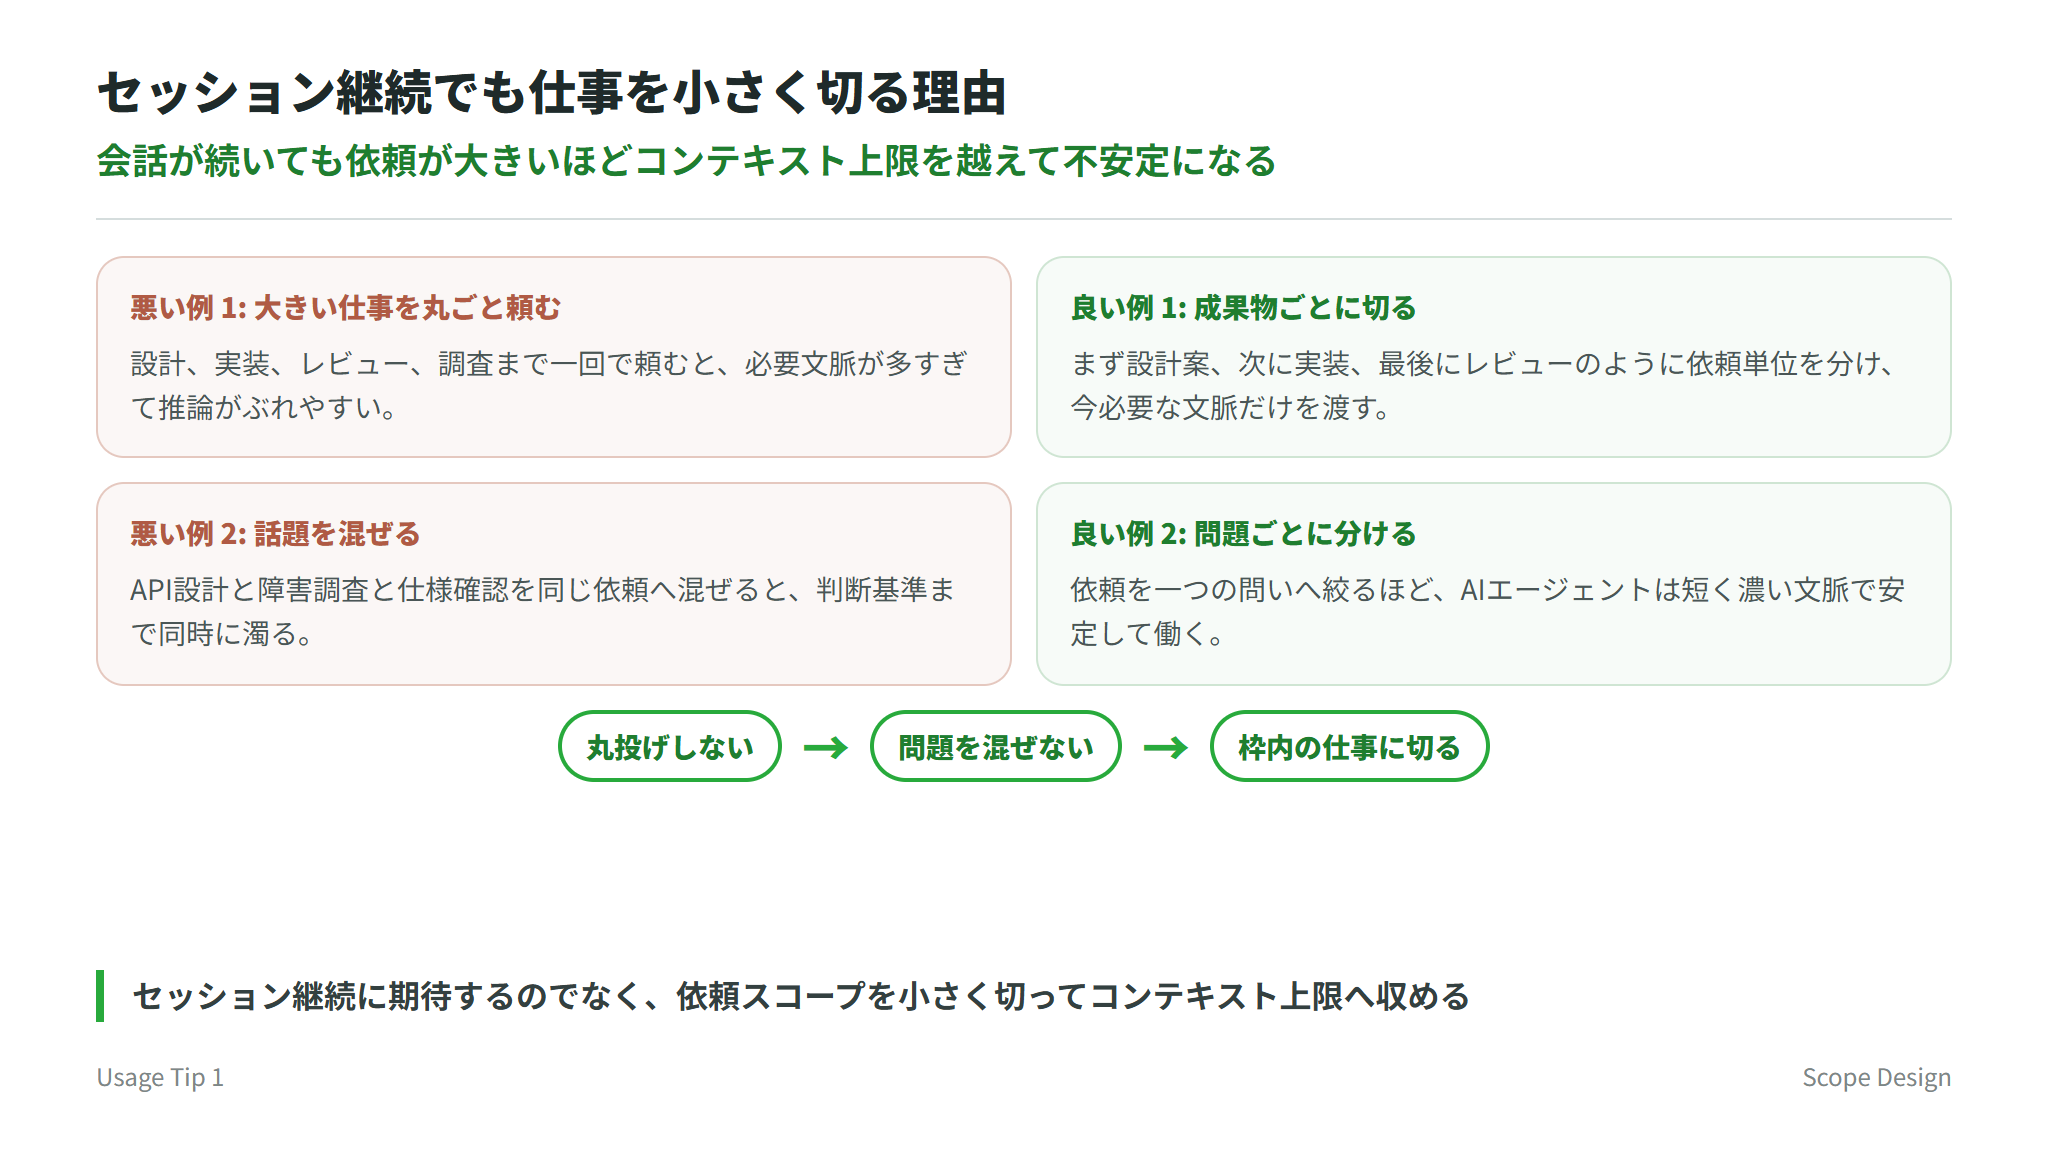 セッション継続でも仕事を小さく切る理由
会話が続いても依頼が大きいほどコンテキスト上限を越えて不安定になる
悪い例 1: 大きい仕事を丸ごと頼む
設計、実装、レビュー、調査まで一回で頼むと、必要文脈が多すぎ
て推論がぶれやすい。
良い例 1: 成果物ごとに切る
まず設計案、次に実装、最後にレビューのように依頼単位を分け、
今必要な文脈だけを渡す。
悪い例 2: 話題を混ぜる
API設計と障害調査と仕様確認を同じ依頼へ混ぜると、判断基準ま
で同時に濁る。
良い例 2: 問題ごとに分ける
依頼を一つの問いへ絞るほど、AIエージェントは短く濃い文脈で安
定して働く。
丸投げしない → 問題を混ぜない → 枠内の仕事に切る
セッション継続に期待するのでなく、依頼スコープを小さく切ってコンテキスト上限へ収める
Usage Tip 1
Scope Design